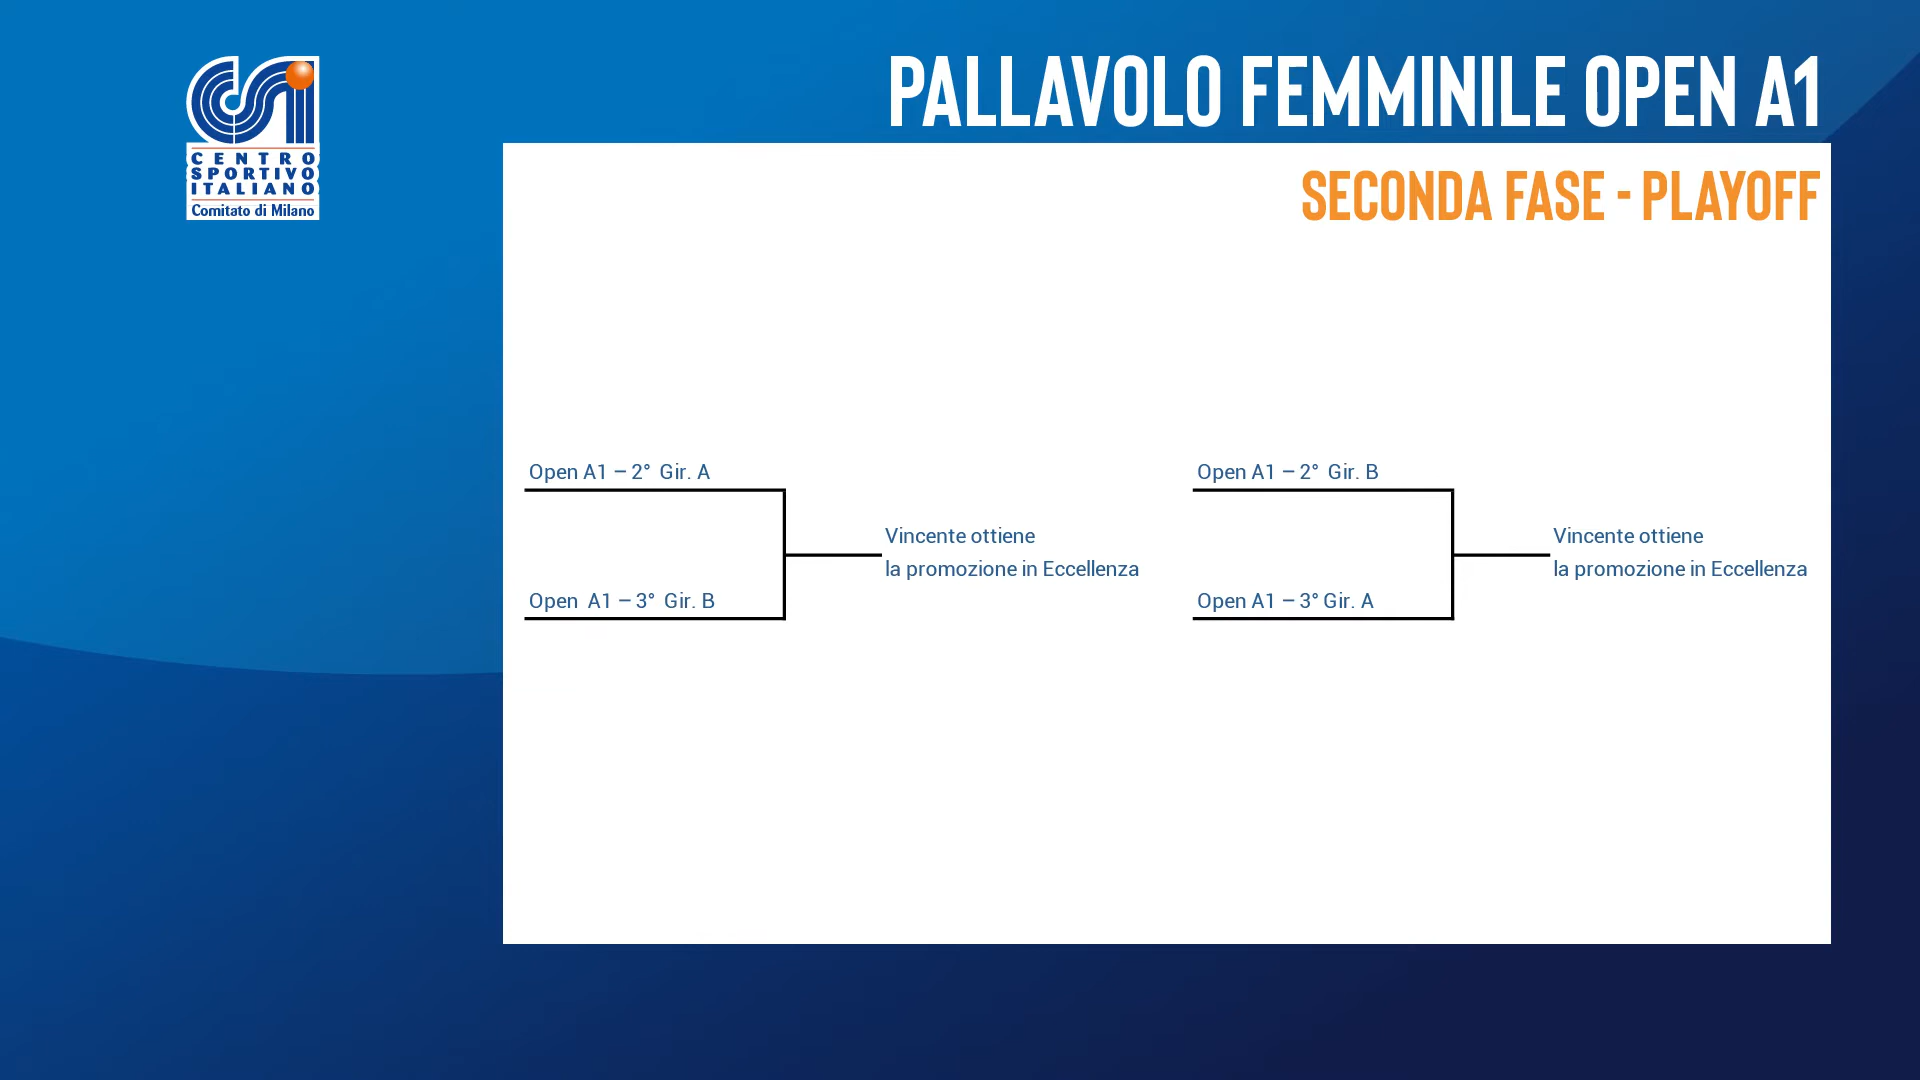 PALLAVOLO FEMMINILE OPEN A1
CENTRO
SPORTIVO
ITALIANO
Comitato di Milano
SECONDA FASE - PLAYOFF
Open A1 – 2° Gir. A
Vincente ottiene
la promozione in Eccellenza
Open A1 – 3° Gir. B
Open A1 – 2° Gir. B
Vincente ottiene
la promozione in Eccellenza
Open A1 – 3° Gir. A